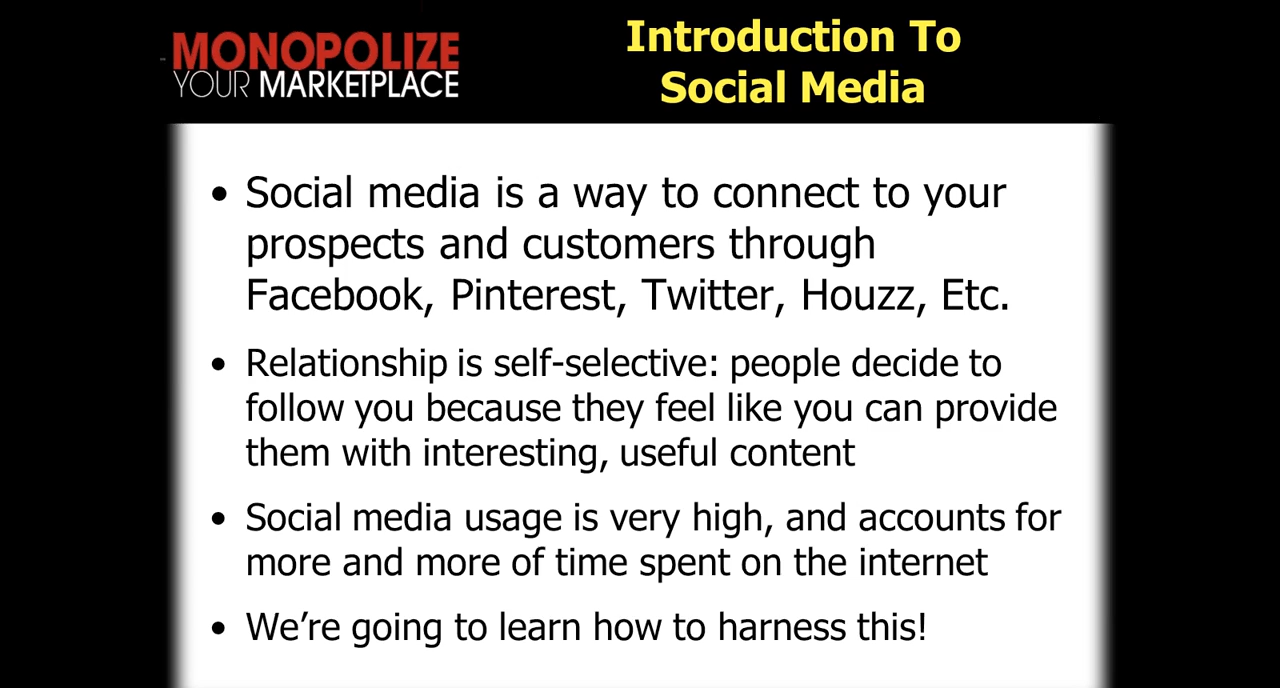 MONOPOLIZE
YOUR MARKETPLACE
Introduction To
Social Media
• Social media is a way to connect to your
prospects and customers through
Facebook, Pinterest, Twitter, Houzz, Etc.
• Relationship is self-selective: people decide to
follow you because they feel like you can provide
them with interesting, useful content
• Social media usage is very high, and accounts for
more and more of time spent on the internet
• We’re going to learn how to harness this!